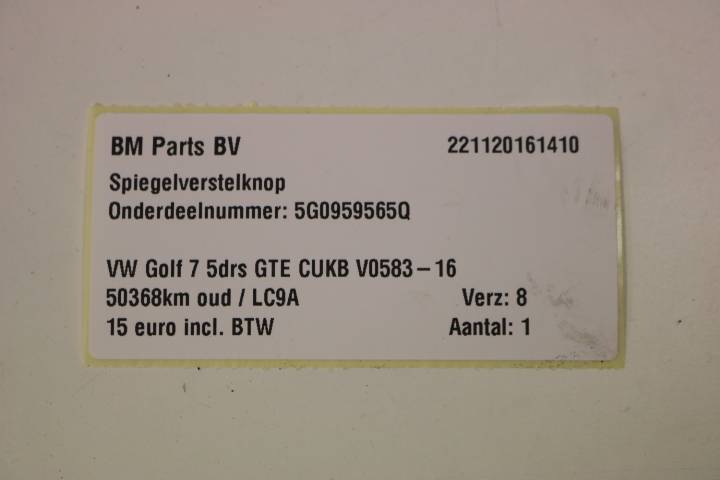 BM Parts BV 221120161410
Spiegelverstelknop
Onderdeelnummer: 5G0959565Q
VW Golf 7 5drs GTE CUKB V0583-16
50368km oud / LC9A Verz: 8
15 euro incl. BTW Aantal: 1